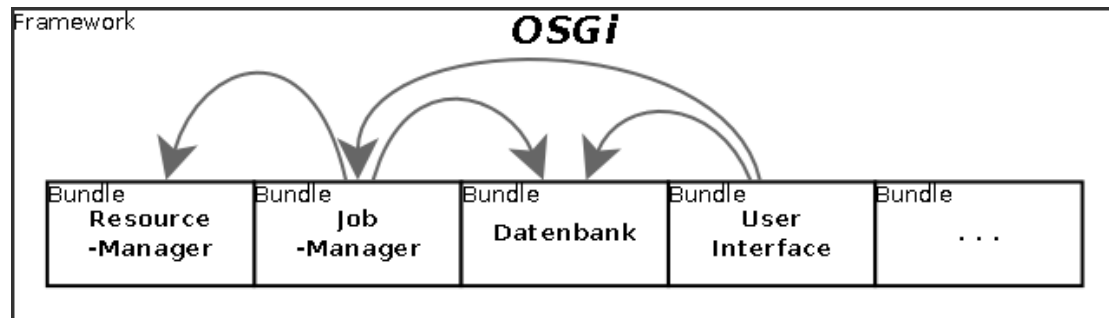 Framework
OSGi
Bundle
Resource
-Manager
Bundle
Job
-Manager
Bundle
Datenbank
Bundle
User
Interface
Bundle
...